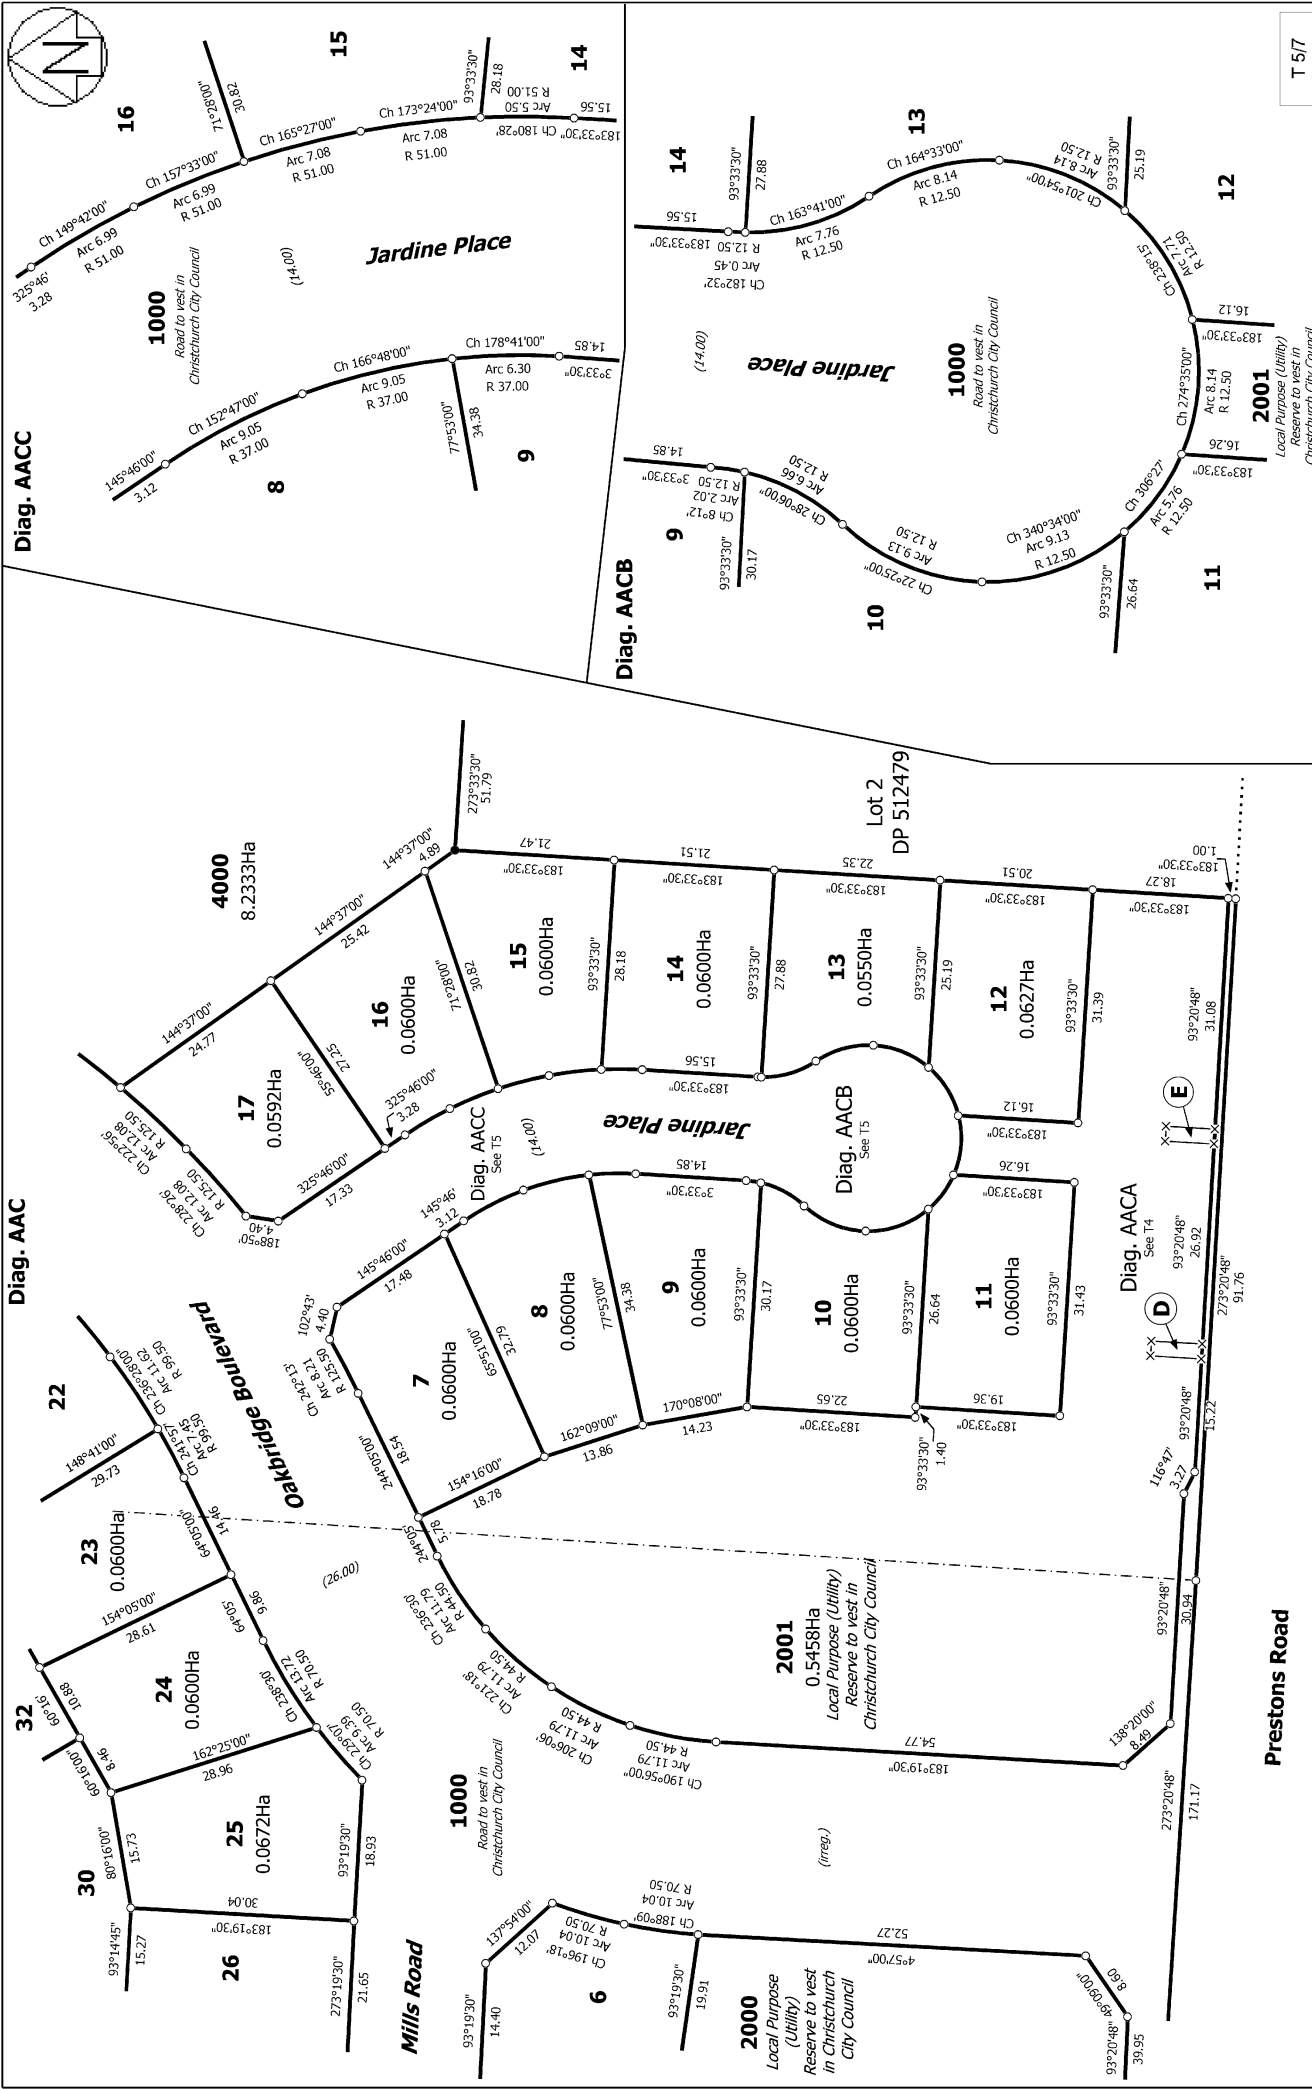 Diag. AAC
22
148°41'00"
29.73
23
0.0600Ha
154°05'00"
28.61
32
60°16'
10.88
24
0.0600Ha
60°16'00"
8.46
162°25'00"
28.96
30
80°16'00"
15.73
25
0.0672Ha
93°14'45"
15.27
183°19'30"
30.04
26
273°19'30"
21.65
93°19'30"
18.93
Ch 236°28'00"
Arc 11.62
R 99.50
Ch 241°57'
Arc 7.45
R 99.50
64°05'00"
14.46
64°05'
9.86
Ch 238°30'
Arc 13.72
R 70.50
Ch 229°07'
Arc 9.39
R 70.50
Oakbridge Boulevard
(26.00)
Mills Road
1000
Road to vest in
Christchurch City Council
(irreg.)
93°19'30"
14.40
137°54'00"
12.07
Ch 196°18'
Arc 10.04
R 70.50
Ch 188°09'
Arc 10.04
R 70.50
6
93°19'30"
19.91
4°57'00"
52.27
2000
Local Purpose
(Utility)
Reserve to vest
in Christchurch
City Council
49°09'00"
8.60
93°20'48"
39.95
4000
8.2333Ha
144°37'00"
24.77
144°37'00"
25.42
144°37'00"
4.89
273°33'30"
51.79
17
0.0592Ha
Ch 222°56'
Arc 12.08
R 125.50
Ch 228°26'
Arc 12.08
R 125.50
188°50'
4.40
325°46'00"
17.33
55°46'00"
27.25
16
0.0600Ha
325°46'00"
3.28
71°28'00"
30.82
15
0.0600Ha
183°33'30"
21.47
93°33'30"
28.18
14
0.0600Ha
183°33'30"
21.51
183°33'30"
15.56
93°33'30"
27.88
13
0.0550Ha
183°33'30"
22.35
93°33'30"
25.19
12
0.0627Ha
183°33'30"
20.51
93°33'30"
31.39
183°33'30"
16.12
183°33'30"
18.27
183°33'30"
1.00
Lot 2
DP 512479
Diag. AACC
See T5
(14.00)
Jardine Place
Diag. AACB
See T5
Ch 242°13'
Arc 8.21
R 125.50
102°43'
4.40
145°46'00"
17.48
145°46'
3.12
7
0.0600Ha
244°05'00"
18.54
65°51'00"
32.79
154°16'00"
18.78
8
0.0600Ha
77°53'00"
34.38
162°09'00"
13.86
9
0.0600Ha
3°33'30"
14.85
93°33'30"
30.17
170°08'00"
14.23
10
0.0600Ha
183°33'30"
22.65
93°33'30"
26.64
93°33'30"
1.40
11
0.0600Ha
183°33'30"
19.36
93°33'30"
31.43
183°33'30"
16.26
244°05'
5.78
Ch 236°30'
Arc 11.79
R 44.50
Ch 221°18'
Arc 11.79
R 44.50
Ch 206°06'
Arc 11.79
R 44.50
Ch 190°56'00"
Arc 11.79
R 44.50
183°19'30"
54.77
138°20'00"
8.49
2001
0.5458Ha
Local Purpose (Utility)
Reserve to vest in
Christchurch City Council
Diag. AACA
See T4
93°20'48"
31.08
E
93°20'48"
26.92
D
273°20'48"
91.76
93°20'48"
15.22
116°47'
3.27
93°20'48"
30.94
273°20'48"
171.17
Prestons Road
Diag. AACC
N
16
15
14
325°46'
3.28
Ch 149°42'00"
Arc 6.99
R 51.00
Ch 157°33'00"
Arc 6.99
R 51.00
71°28'00"
30.82
Ch 165°27'00"
Arc 7.08
R 51.00
Ch 173°24'00"
Arc 7.08
R 51.00
93°33'30"
28.18
Ch 180°28'
Arc 5.50
R 51.00
183°33'30"
15.56
1000
Road to vest in
Christchurch City Council
(14.00)
Jardine Place
145°46'00"
3.12
Ch 152°47'00"
Arc 9.05
R 37.00
Ch 166°48'00"
Arc 9.05
R 37.00
Ch 178°41'00"
Arc 6.30
R 37.00
3°33'30"
14.85
77°53'00"
34.38
8
9
Diag. AACB
14
183°33'30"
15.56
93°33'30"
27.88
Ch 182°32'
Arc 0.45
R 12.50
Ch 163°41'00"
Arc 7.76
R 12.50
13
Ch 164°33'00"
Arc 8.14
R 12.50
Ch 201°54'00"
Arc 8.14
R 12.50
93°33'30"
25.19
12
Ch 238°15'
Arc 7.71
R 12.50
183°33'30"
16.12
Ch 274°35'00"
Arc 8.14
R 12.50
2001
Local Purpose (Utility)
Reserve to vest in
Christchurch City Council
183°33'30"
16.26
Ch 306°27'
Arc 5.76
R 12.50
11
93°33'30"
26.64
Ch 340°34'00"
Arc 9.13
R 12.50
Ch 22°25'00"
Arc 9.13
R 12.50
10
Ch 28°06'00"
Arc 6.66
R 12.50
93°33'30"
30.17
Ch 8°12'
Arc 2.02
R 12.50
3°33'30"
14.85
9
(14.00)
Jardine Place
1000
Road to vest in
Christchurch City Council
T 5/7